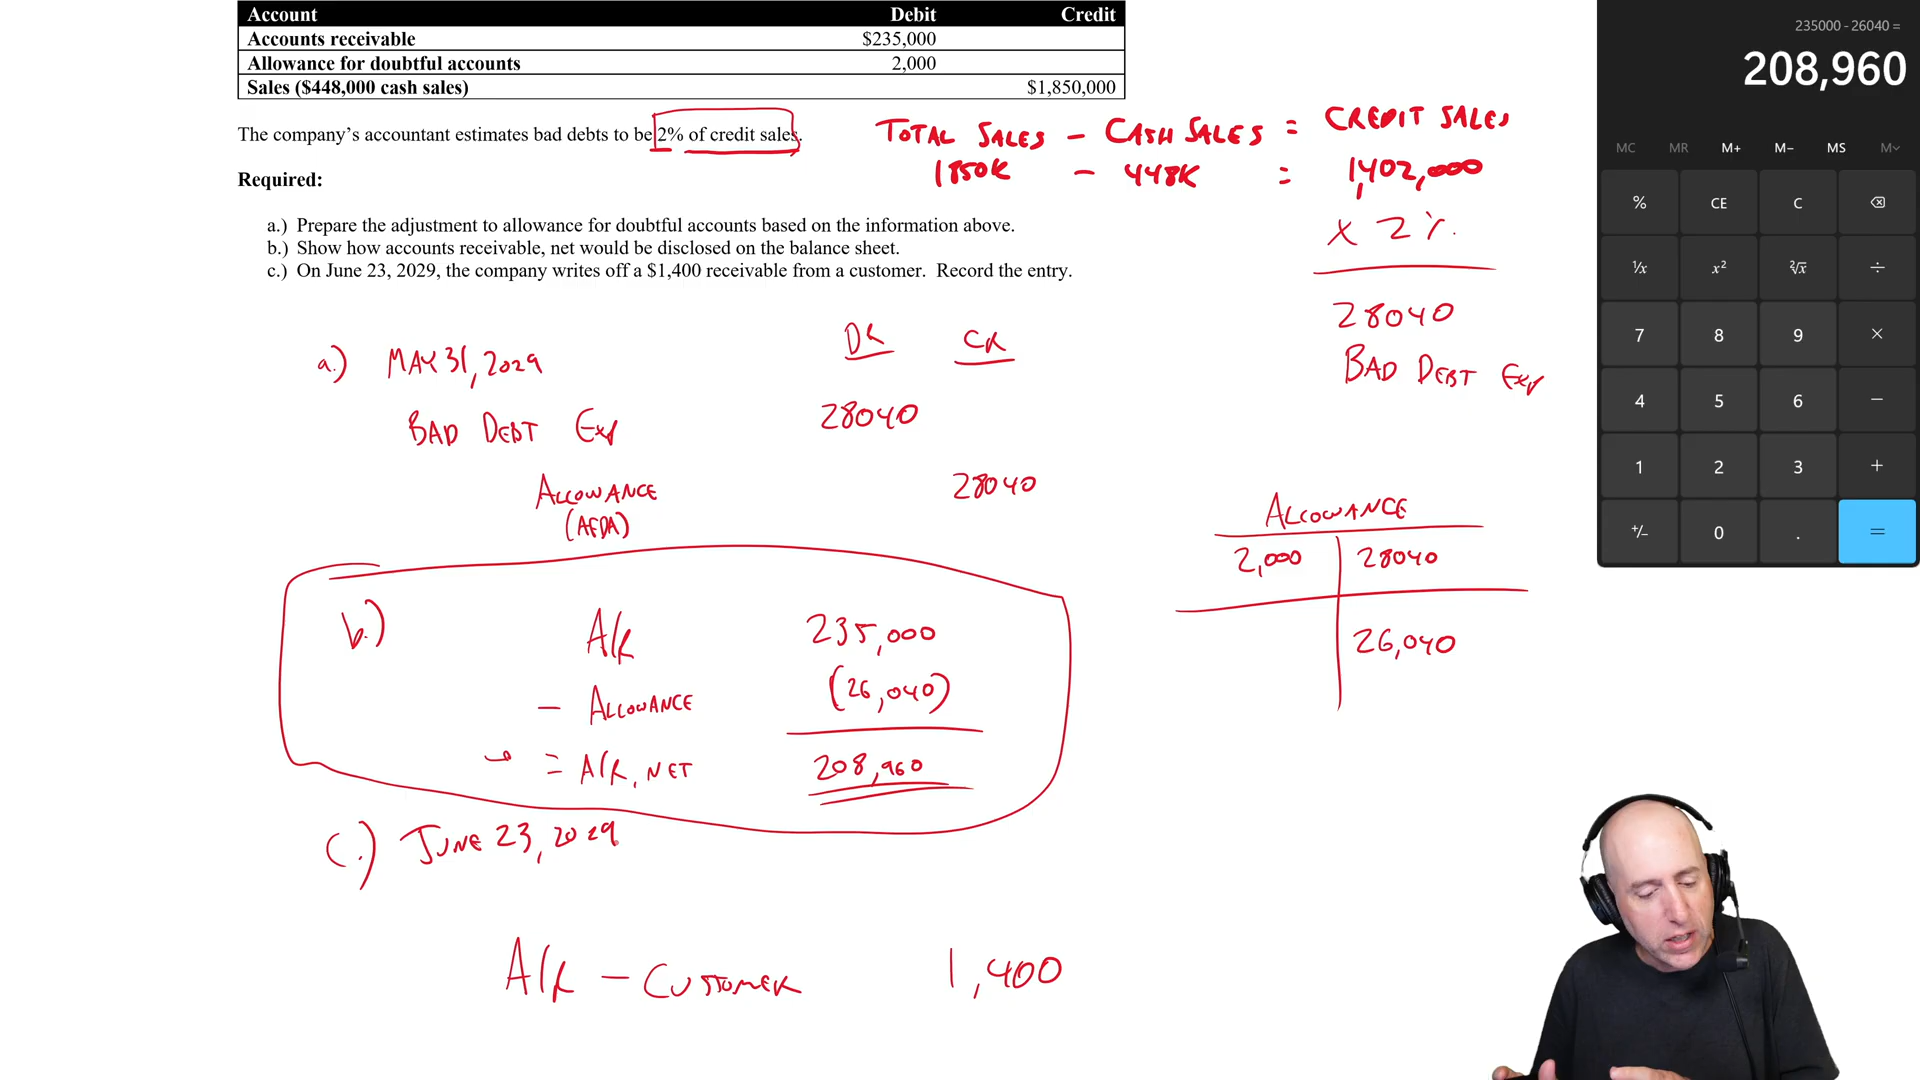 Account Debit Credit
Accounts receivable $235,000
Allowance for doubtful accounts 2,000
Sales ($448,000 cash sales) $1,850,000
The company's accountant estimates bad debts to be 2% of credit sales.
Required:
a.) Prepare the adjustment to allowance for doubtful accounts based on the information above.
b.) Show how accounts receivable, net would be disclosed on the balance sheet.
c.) On June 23, 2029, the company writes off a $1,400 receivable from a customer. Record the entry.
TOTAL SALES - CASH SALES = CREDIT SALES
1850K - 448K = 1,402,000
x 2%
28040
BAD DEBT EXP
a.) MAY 31, 2029 DR CR
BAD DEBT EXP 28040
ALLOWANCE 28040
(AFDA)
ALLOWANCE
2,000 28040
26,040
b.) A/R 235,000
- ALLOWANCE (26,040)
= A/R, NET 208,960
C.) JUNE 23, 2029
A/R - CUSTOMER 1,400
235000 - 26040 =
208,960
MC MR M+ M- MS M˅
% CE C ⌫
¹/x x² ²√x ÷
7 8 9 ×
4 5 6 −
1 2 3 +
+/− 0 . =